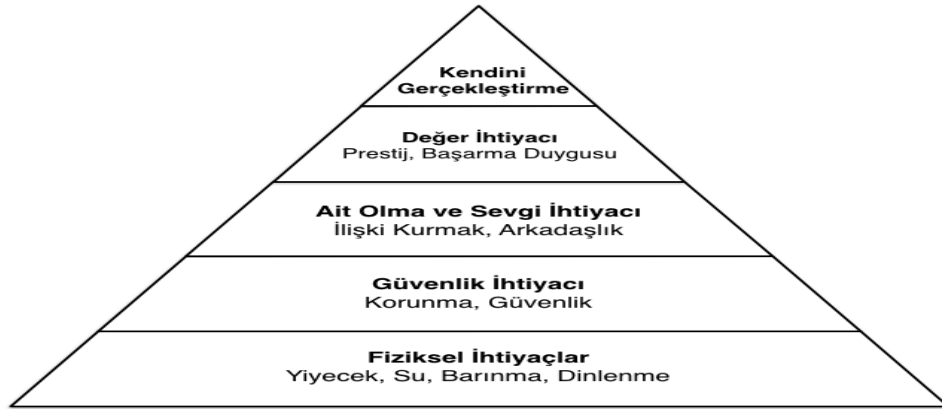 Kendini
Gerçekleştirme
Değer İhtiyacı
Prestij, Başarma Duygusu
Ait Olma ve Sevgi İhtiyacı
İlişki Kurmak, Arkadaşlık
Güvenlik İhtiyacı
Korunma, Güvenlik
Fiziksel İhtiyaçlar
Yiyecek, Su, Barınma, Dinlenme